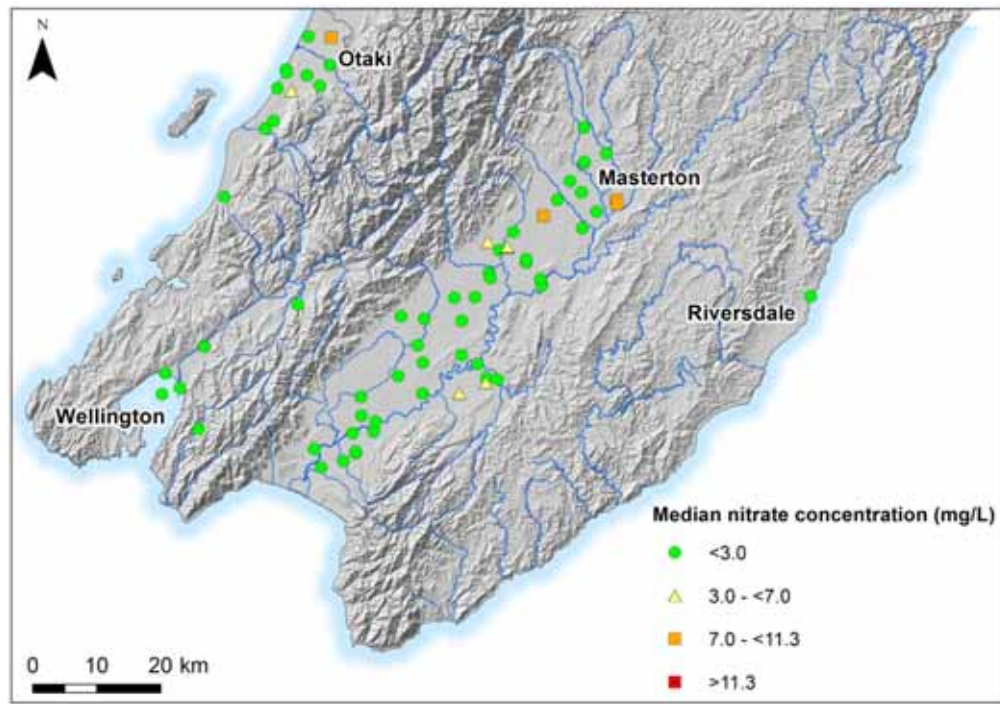 N
Otaki
Masterton
Riversdale
Wellington
Median nitrate concentration (mg/L)
<3.0
3.0 - <7.0
7.0 - <11.3
>11.3
0 10 20 km